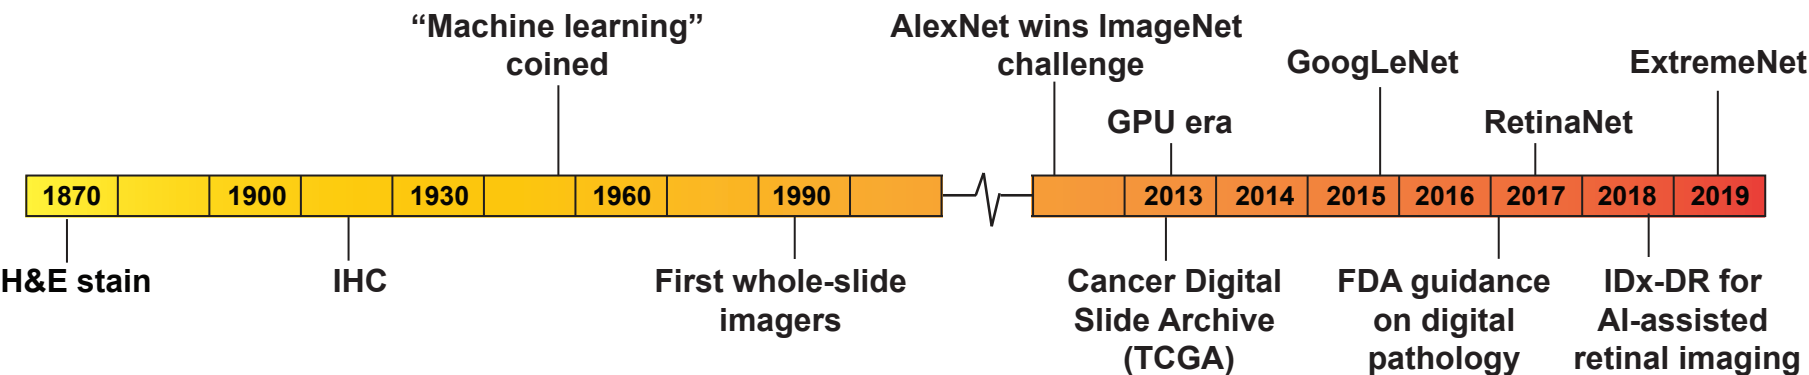 “Machine learning”
coined
AlexNet wins ImageNet
challenge
GoogLeNet
ExtremeNet
GPU era
RetinaNet
1870
1900
1930
1960
1990
2013
2014
2015
2016
2017
2018
2019
H&E stain
IHC
First whole-slide
imagers
Cancer Digital
Slide Archive
(TCGA)
FDA guidance
on digital
pathology
IDx-DR for
AI-assisted
retinal imaging